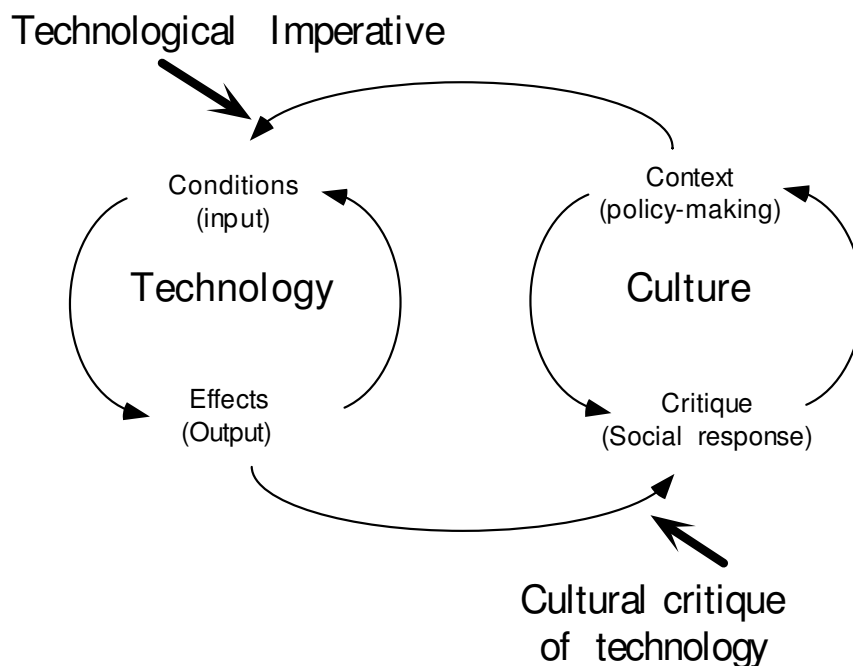 Technological Imperative
Conditions
(input)
Context
(policy-making)
Technology
Culture
Effects
(Output)
Critique
(Social response)
Cultural critique
of technology